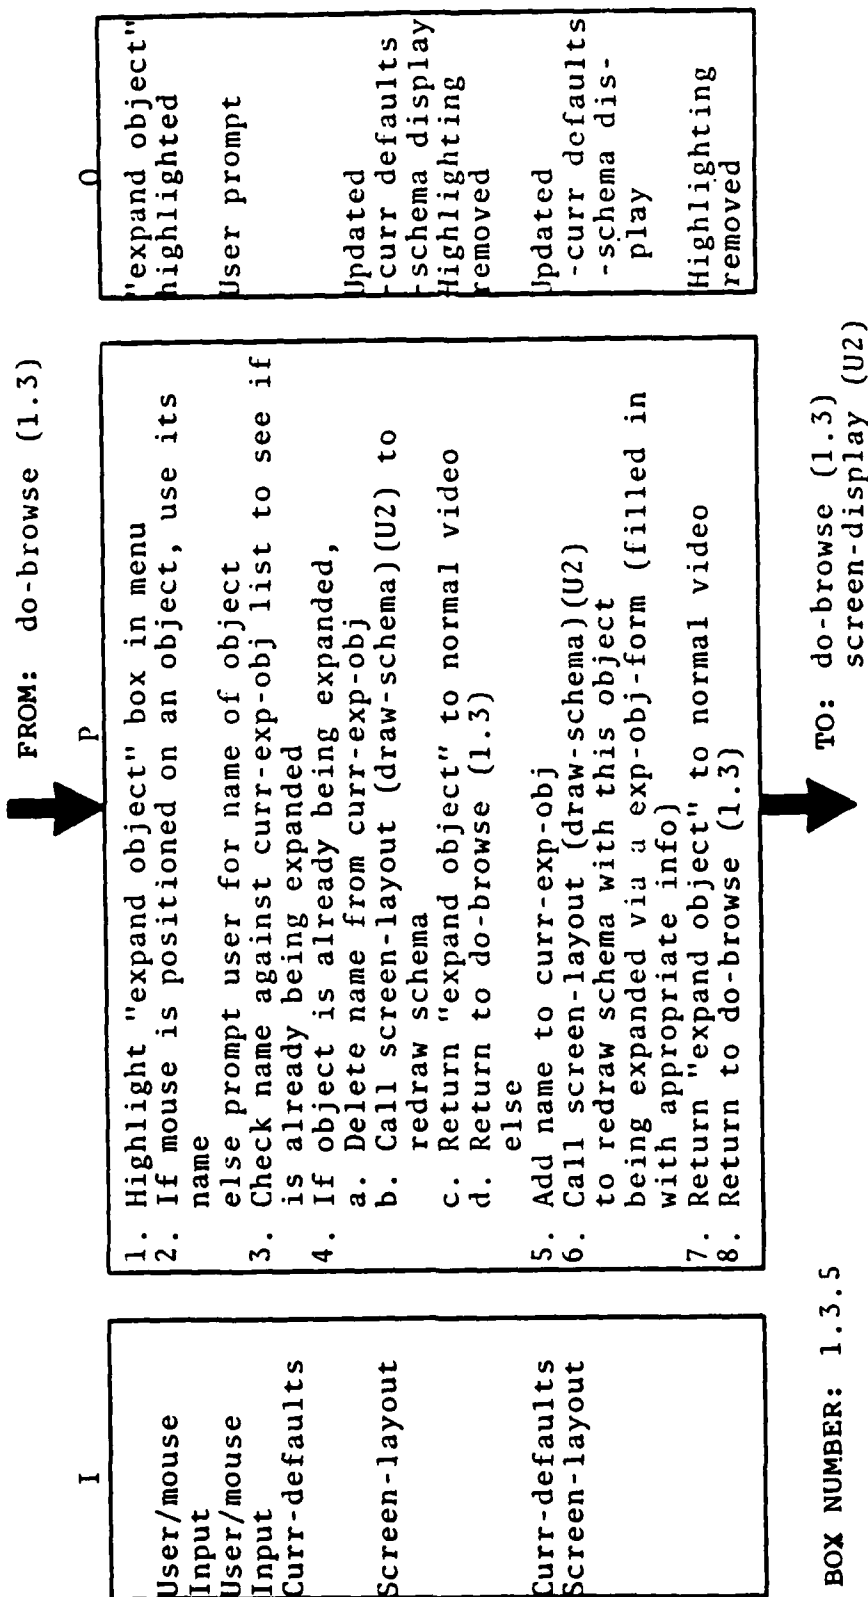 FROM: do-browse (1.3)
I
User/mouse
Input
User/mouse
Input
Curr-defaults
Screen-layout
Curr-defaults
Screen-layout
P
1. Highlight "expand object" box in menu
2. If mouse is positioned on an object, use its
name
else prompt user for name of object
3. Check name against curr-exp-obj list to see if
is already being expanded
4. If object is already being expanded,
a. Delete name from curr-exp-obj
b. Call screen-layout (draw-schema)(U2) to
redraw schema
c. Return "expand object" to normal video
d. Return to do-browse (1.3)
else
5. Add name to curr-exp-obj
6. Call screen-layout (draw-schema)(U2)
to redraw schema with this object
being expanded via a exp-obj-form (filled in
with appropriate info)
7. Return "expand object" to normal video
8. Return to do-browse (1.3)
O
"expand object"
highlighted
User prompt
Updated
-curr defaults
-schema display
Highlighting
removed
Updated
-curr defaults
-schema dis-
play
Highlighting
removed
BOX NUMBER: 1.3.5
TO: do-browse (1.3)
screen-display (U2)